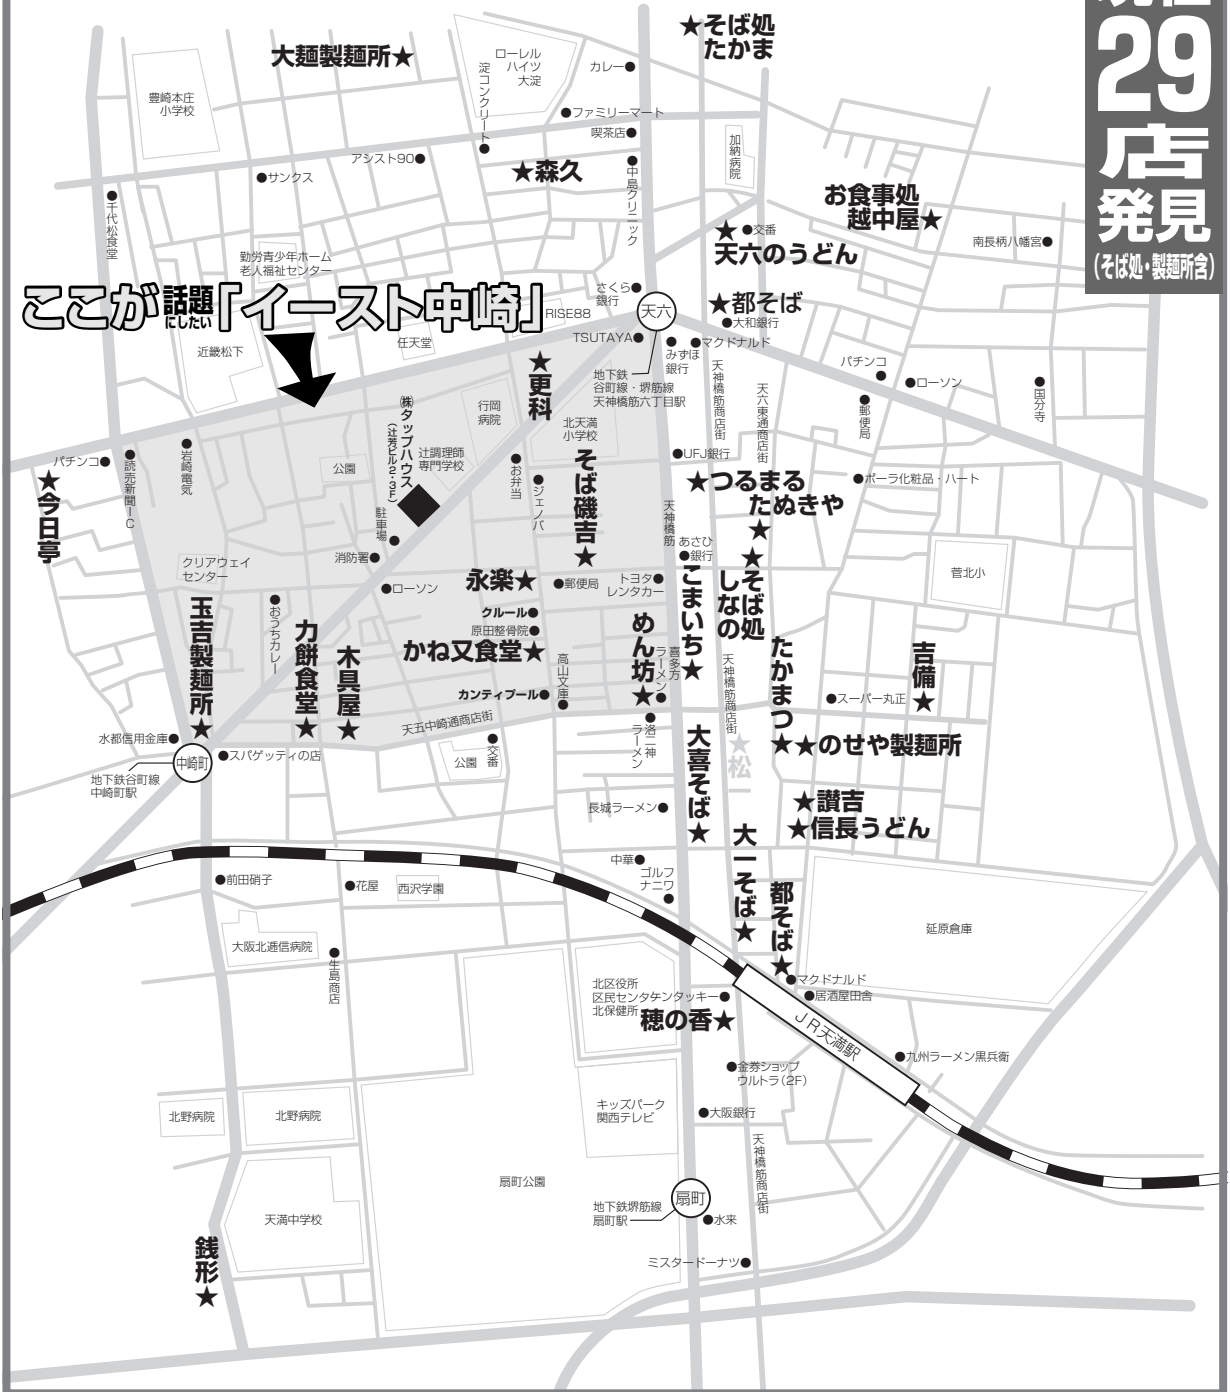 29
店
発見
(そば処・製麺所含)
★そば処
たかま
大麺製麺所★
ローレル
ハイツ
大淀
淀コンクリート●
カレー●
豊崎本庄
小学校
●ファミリーマート
喫茶店●
加納病院
アシスト90●
●サンクス
★森久
●中島クリニック
お食事処
越中屋★
●千代松食堂
★●交番
天六のうどん
南長柄八幡宮●
勤労青少年ホーム
老人福祉センター
ここが話題にしたい「イースト中崎」
さくら●
銀行
RISE88
天六
★都そば
●大和銀行
近畿松下
任天堂
TSUTAYA●
●みずほ
銀行
●マクドナルド
★更科
地下鉄
谷町線・堺筋線
天神橋筋六丁目駅
天神橋筋商店街
天六東通商店街
パチンコ
●
●ローソン
●国分寺
●郵便局
㈱タップハウス
(辻芳ビル2・3F)
行岡
病院
北天満
小学校
辻調理師
専門学校
●UFJ銀行
パチンコ●
★今日亭
●読売新聞IC
●岩崎電気
公園
●お弁当
●ジェノバ
そば磯吉★
★つるまる
たぬきや
★
●ポーラ化粧品・ハート
天神橋筋
駐車場
●
消防署●
あさひ
●銀行
クリアウェイ
センター
●ローソン
永楽★
●郵便局
トヨタ●
レンタカー
こまいち★
★そば処
しなの
菅北小
玉吉製麺所★
●おうちカレー
力餅食堂★
木具屋★
クルール●
原田整骨院●
かね又食堂★
めん坊★
喜多方
ラーメン●
たかまつ★
吉備★
高山文庫●
カンティプール●
天神橋筋商店街
●スーパー丸正
天五中崎通商店街
●洛二神
ラーメン
大喜そば★
★松
★のせや製麺所
水都信用金庫●
中崎町
●スパゲッティの店
地下鉄谷町線
中崎町駅
公園
●交番
長城ラーメン●
★讃吉
★信長うどん
大一そば★
中華●
ゴルフ
ナニワ
●
都そば★
●前田硝子
●花屋
西沢学園
延原倉庫
大阪北逓信病院
●生島商店
●マクドナルド
●居酒屋田舎
北区役所
区民センター
北保健所
ケンタッキー●
穂の香★
JR天満駅
●九州ラーメン黒兵衛
●金券ショップ
ウルトラ(2F)
北野病院
北野病院
キッズパーク
関西テレビ
●大阪銀行
天神橋筋商店街
扇町公園
天満中学校
地下鉄堺筋線
扇町駅
扇町
●水来
銭形★
ミスタードーナツ●